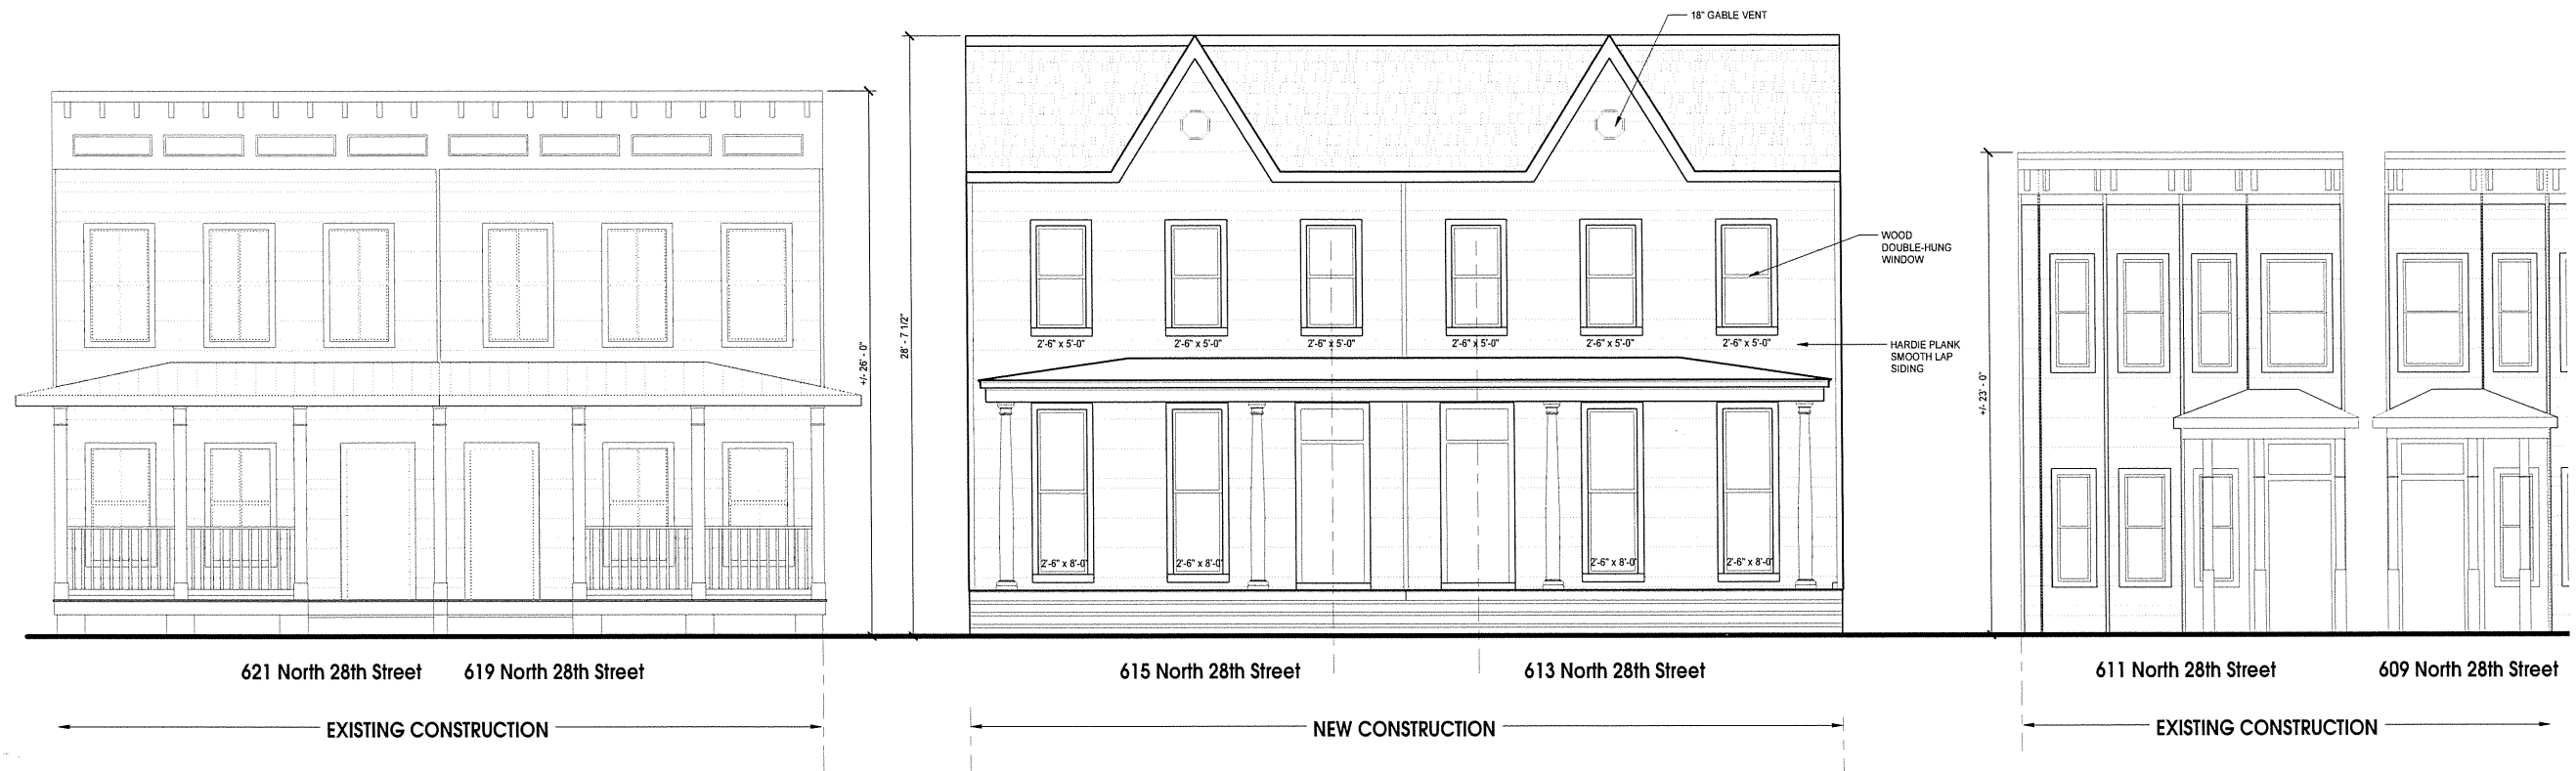 18" GABLE VENT
+/- 26' - 0"
28' - 7 1/2"
WOOD
DOUBLE-HUNG
WINDOW
2'-6" x 5'-0"
2'-6" x 5'-0"
2'-6" x 5'-0"
2'-6" x 5'-0"
2'-6" x 5'-0"
2'-6" x 5'-0"
HARDIE PLANK
SMOOTH LAP
SIDING
+/- 23' - 0"
2'-6" x 8'-0"
2'-6" x 8'-0"
2'-6" x 8'-0"
2'-6" x 8'-0"
621 North 28th Street
619 North 28th Street
615 North 28th Street
613 North 28th Street
611 North 28th Street
609 North 28th Street
EXISTING CONSTRUCTION
NEW CONSTRUCTION
EXISTING CONSTRUCTION